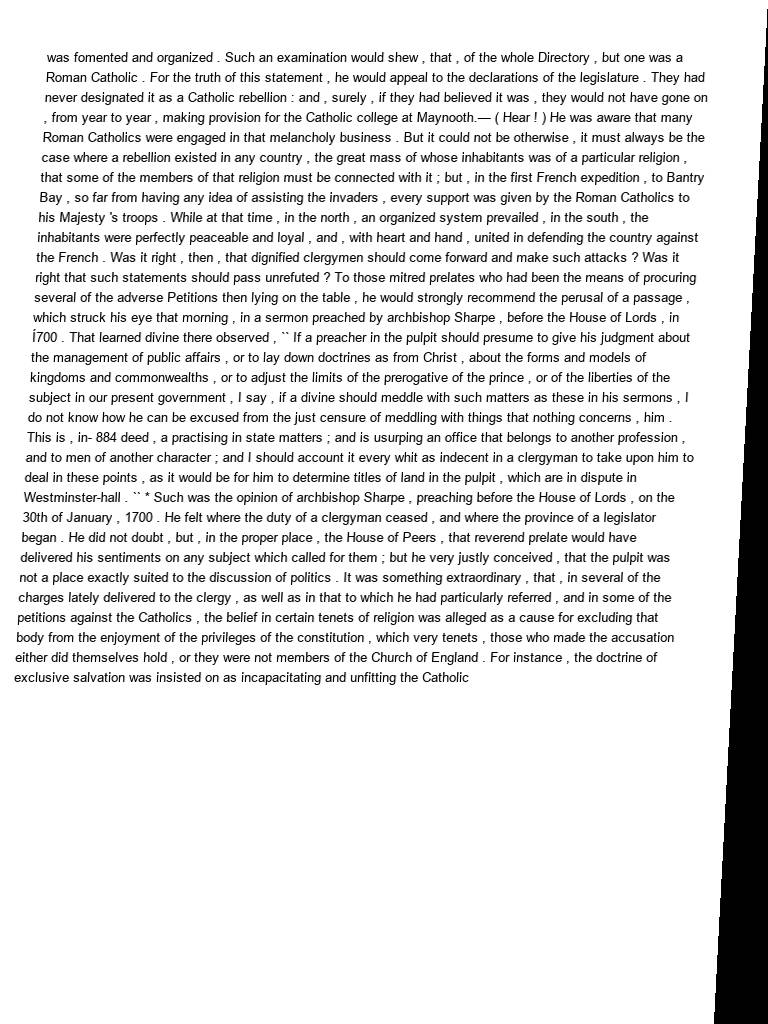 was fomented and organized . Such an examination would shew , that , of the whole Directory , but one was a
Roman Catholic . For the truth of this statement , he would appeal to the declarations of the legislature . They had
never designated it as a Catholic rebellion : and , surely , if they had believed it was , they would not have gone on
, from year to year , making provision for the Catholic college at Maynooth.— ( Hear ! ) He was aware that many
Roman Catholics were engaged in that melancholy business . But it could not be otherwise , it must always be the
case where a rebellion existed in any country , the great mass of whose inhabitants was of a particular religion ,
that some of the members of that religion must be connected with it ; but , in the first French expedition , to Bantry
Bay , so far from having any idea of assisting the invaders , every support was given by the Roman Catholics to
his Majesty 's troops . While at that time , in the north , an organized system prevailed , in the south , the
inhabitants were perfectly peaceable and loyal , and , with heart and hand , united in defending the country against
the French . Was it right , then , that dignified clergymen should come forward and make such attacks ? Was it
right that such statements should pass unrefuted ? To those mitred prelates who had been the means of procuring
several of the adverse Petitions then lying on the table , he would strongly recommend the perusal of a passage ,
which struck his eye that morning , in a sermon preached by archbishop Sharpe , before the House of Lords , in
Í700 . That learned divine there observed , `` If a preacher in the pulpit should presume to give his judgment about
the management of public affairs , or to lay down doctrines as from Christ , about the forms and models of
kingdoms and commonwealths , or to adjust the limits of the prerogative of the prince , or of the liberties of the
subject in our present government , I say , if a divine should meddle with such matters as these in his sermons , I
do not know how he can be excused from the just censure of meddling with things that nothing concerns , him .
This is , in- 884 deed , a practising in state matters ; and is usurping an office that belongs to another profession ,
and to men of another character ; and I should account it every whit as indecent in a clergyman to take upon him to
deal in these points , as it would be for him to determine titles of land in the pulpit , which are in dispute in
Westminster-hall . `` * Such was the opinion of archbishop Sharpe , preaching before the House of Lords , on the
30th of January , 1700 . He felt where the duty of a clergyman ceased , and where the province of a legislator
began . He did not doubt , but , in the proper place , the House of Peers , that reverend prelate would have
delivered his sentiments on any subject which called for them ; but he very justly conceived , that the pulpit was
not a place exactly suited to the discussion of politics . It was something extraordinary , that , in several of the
charges lately delivered to the clergy , as well as in that to which he had particularly referred , and in some of the
petitions against the Catholics , the belief in certain tenets of religion was alleged as a cause for excluding that
body from the enjoyment of the privileges of the constitution , which very tenets , those who made the accusation
either did themselves hold , or they were not members of the Church of England . For instance , the doctrine of
exclusive salvation was insisted on as incapacitating and unfitting the Catholic